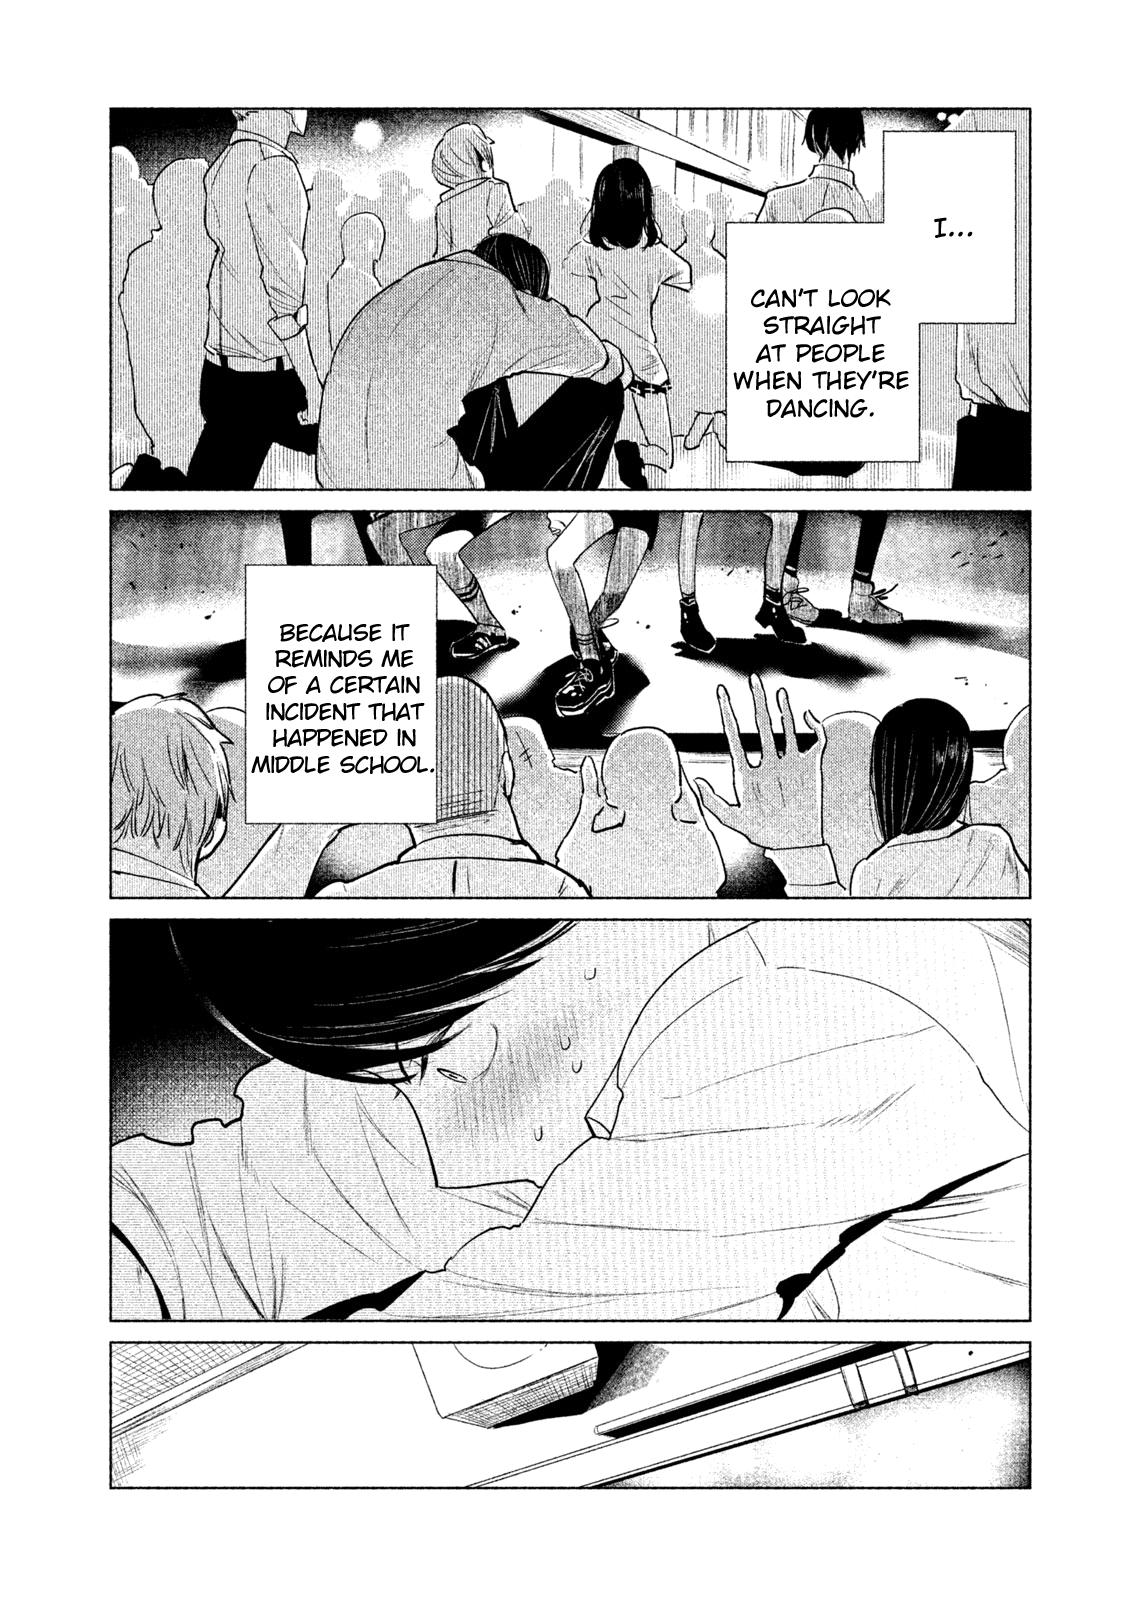 I...
CAN'T LOOK
STRAIGHT
AT PEOPLE
WHEN THEY'RE
DANCING.
BECAUSE IT
REMINDS ME
OF A CERTAIN
INCIDENT THAT
HAPPENED IN
MIDDLE SCHOOL.